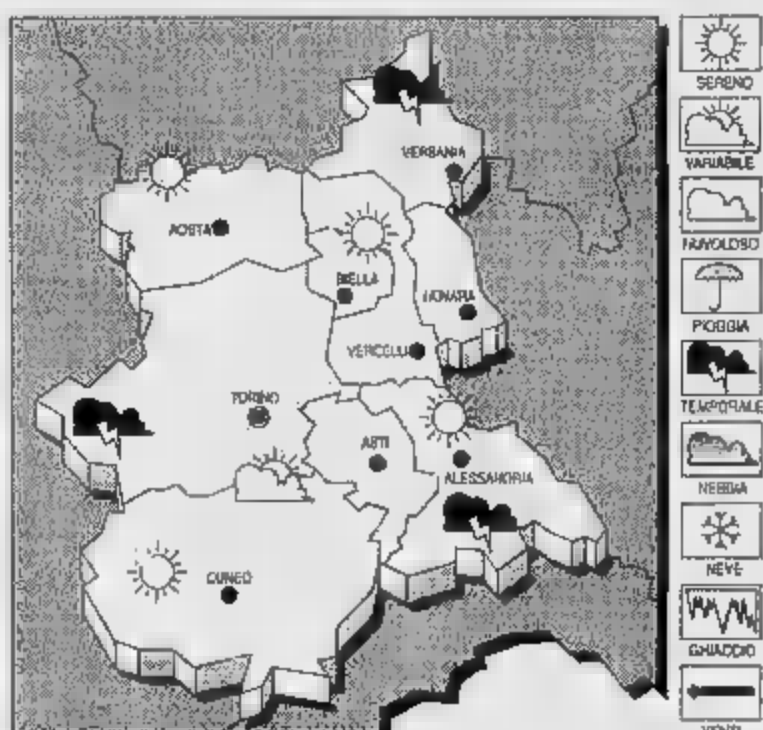 VERBANIA
AOSTA
BIELLA
NOVARA
VERCELLI
TORINO
ASTI
ALESSANDRIA
CUNEO
SERENO
VARIABILE
NUVOLOSO
PIOGGIA
TEMPORALE
NEBBIA
NEVE
GHIACCIO